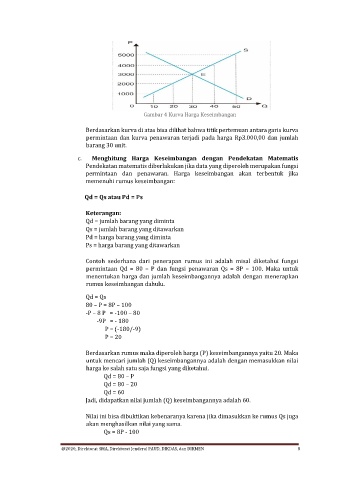 P
5000
S
4000
3000
E
2000
1000
D
0 10 20 30 40 50 60 Q
Gambar 4 Kurva Harga Keseimbangan
Berdasarkan kurva di atas bisa dilihat bahwa titik pertemuan antara garis kurva
permintaan dan kurva penawaran terjadi pada harga Rp3.000,00 dan jumlah
barang 30 unit.
c. Menghitung Harga Keseimbangan dengan Pendekatan Matematis
Pendekatan matematis diberlakukan jika data yang diperoleh merupakan fungsi
permintaan dan penawaran. Harga keseimbangan akan terbentuk jika
memenuhi rumus keseimbangan:
Qd = Qs atau Pd = Ps
Keterangan:
Qd = jumlah barang yang diminta
Qs = jumlah barang yang ditawarkan
Pd = harga barang yang diminta
Ps = harga barang yang ditawarkan
Contoh sederhana dari penerapan rumus ini adalah misal diketahui fungsi
permintaan Qd = 80 – P dan fungsi penawaran Qs = 8P – 100. Maka untuk
menentukan harga dan jumlah keseimbangannya adalah dengan menerapkan
rumus keseimbangan dahulu.
Qd = Qs
80 – P = 8P – 100
-P – 8 P = -100 – 80
-9P = - 180
P = (-180/-9)
P = 20
Berdasarkan rumus maka diperoleh harga (P) keseimbangannya yaitu 20. Maka
untuk mencari jumlah (Q) keseimbangannya adalah dengan memasukkan nilai
harga ke salah satu saja fungsi yang diketahui.
Qd = 80 – P
Qd = 80 – 20
Qd = 60
Jadi, didapatkan nilai jumlah (Q) keseimbangannya adalah 60.
Nilai ini bisa dibuktikan kebenaranya karena jika dimasukkan ke rumus Qs juga
akan menghasilkan nilai yang sama.
Qs = 8P - 100
@2020, Direktorat SMA, Direktorat Jenderal PAUD, DIKDAS, dan DIKMEN